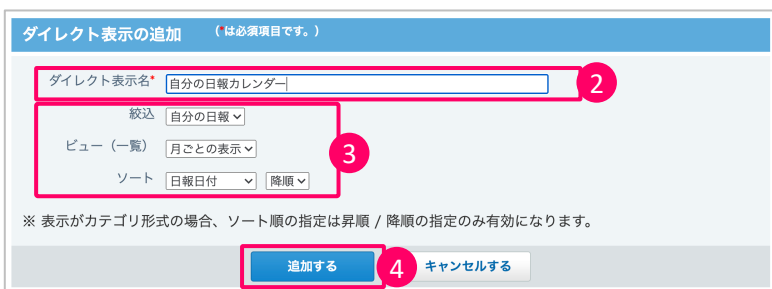 ダイレクト表示の追加 (*は必須項目です。)
ダイレクト表示名* 自分の日報カレンダー 2
絞込 自分の日報
ビュー（一覧） 月ごとの表示 3
ソート 日報日付 降順
※ 表示がカテゴリ形式の場合、ソート順の指定は昇順 / 降順の指定のみ有効になります。
追加する 4 キャンセルする